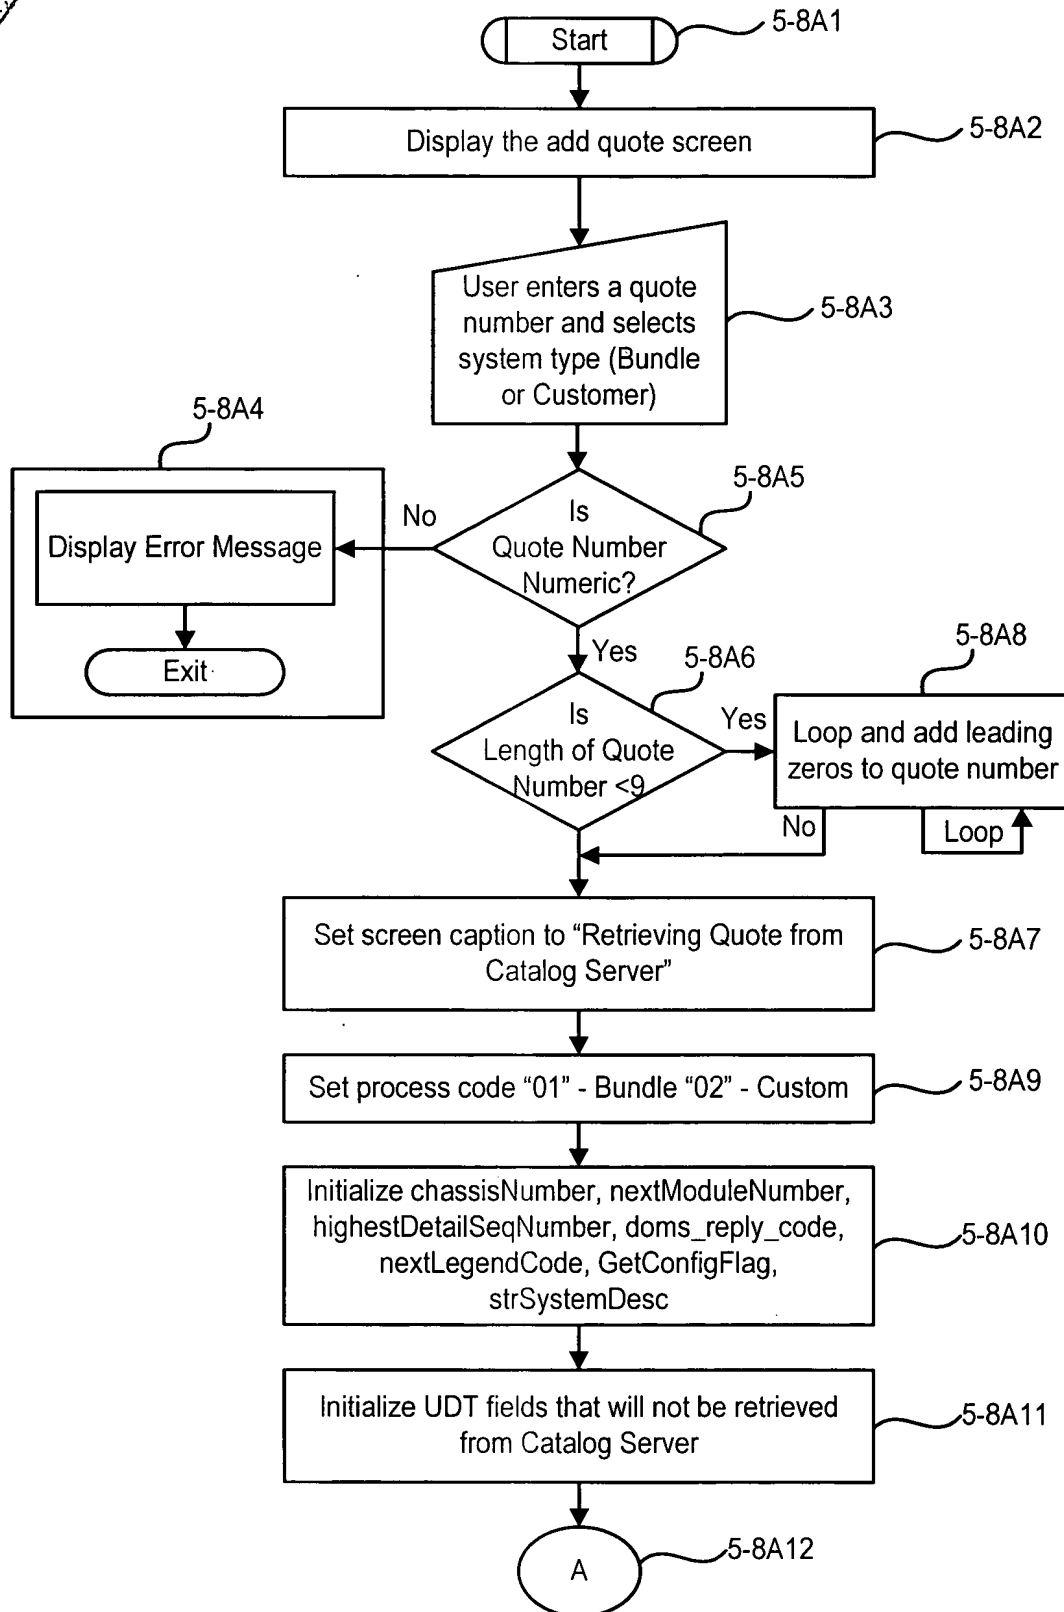 Start
5-8A1
Display the add quote screen
5-8A2
User enters a quote
number and selects
system type (Bundle
or Customer)
5-8A3
5-8A4
Display Error Message
Exit
No
Is
Quote Number
Numeric?
5-8A5
Yes
Is
Length of Quote
Number <9
5-8A6
Yes
5-8A8
Loop and add leading
zeros to quote number
No
Loop
Set screen caption to “Retrieving Quote from
Catalog Server”
5-8A7
Set process code “01” - Bundle “02” - Custom
5-8A9
Initialize chassisNumber, nextModuleNumber,
highestDetailSeqNumber, doms_reply_code,
nextLegendCode, GetConfigFlag,
strSystemDesc
5-8A10
Initialize UDT fields that will not be retrieved
from Catalog Server
5-8A11
A
5-8A12